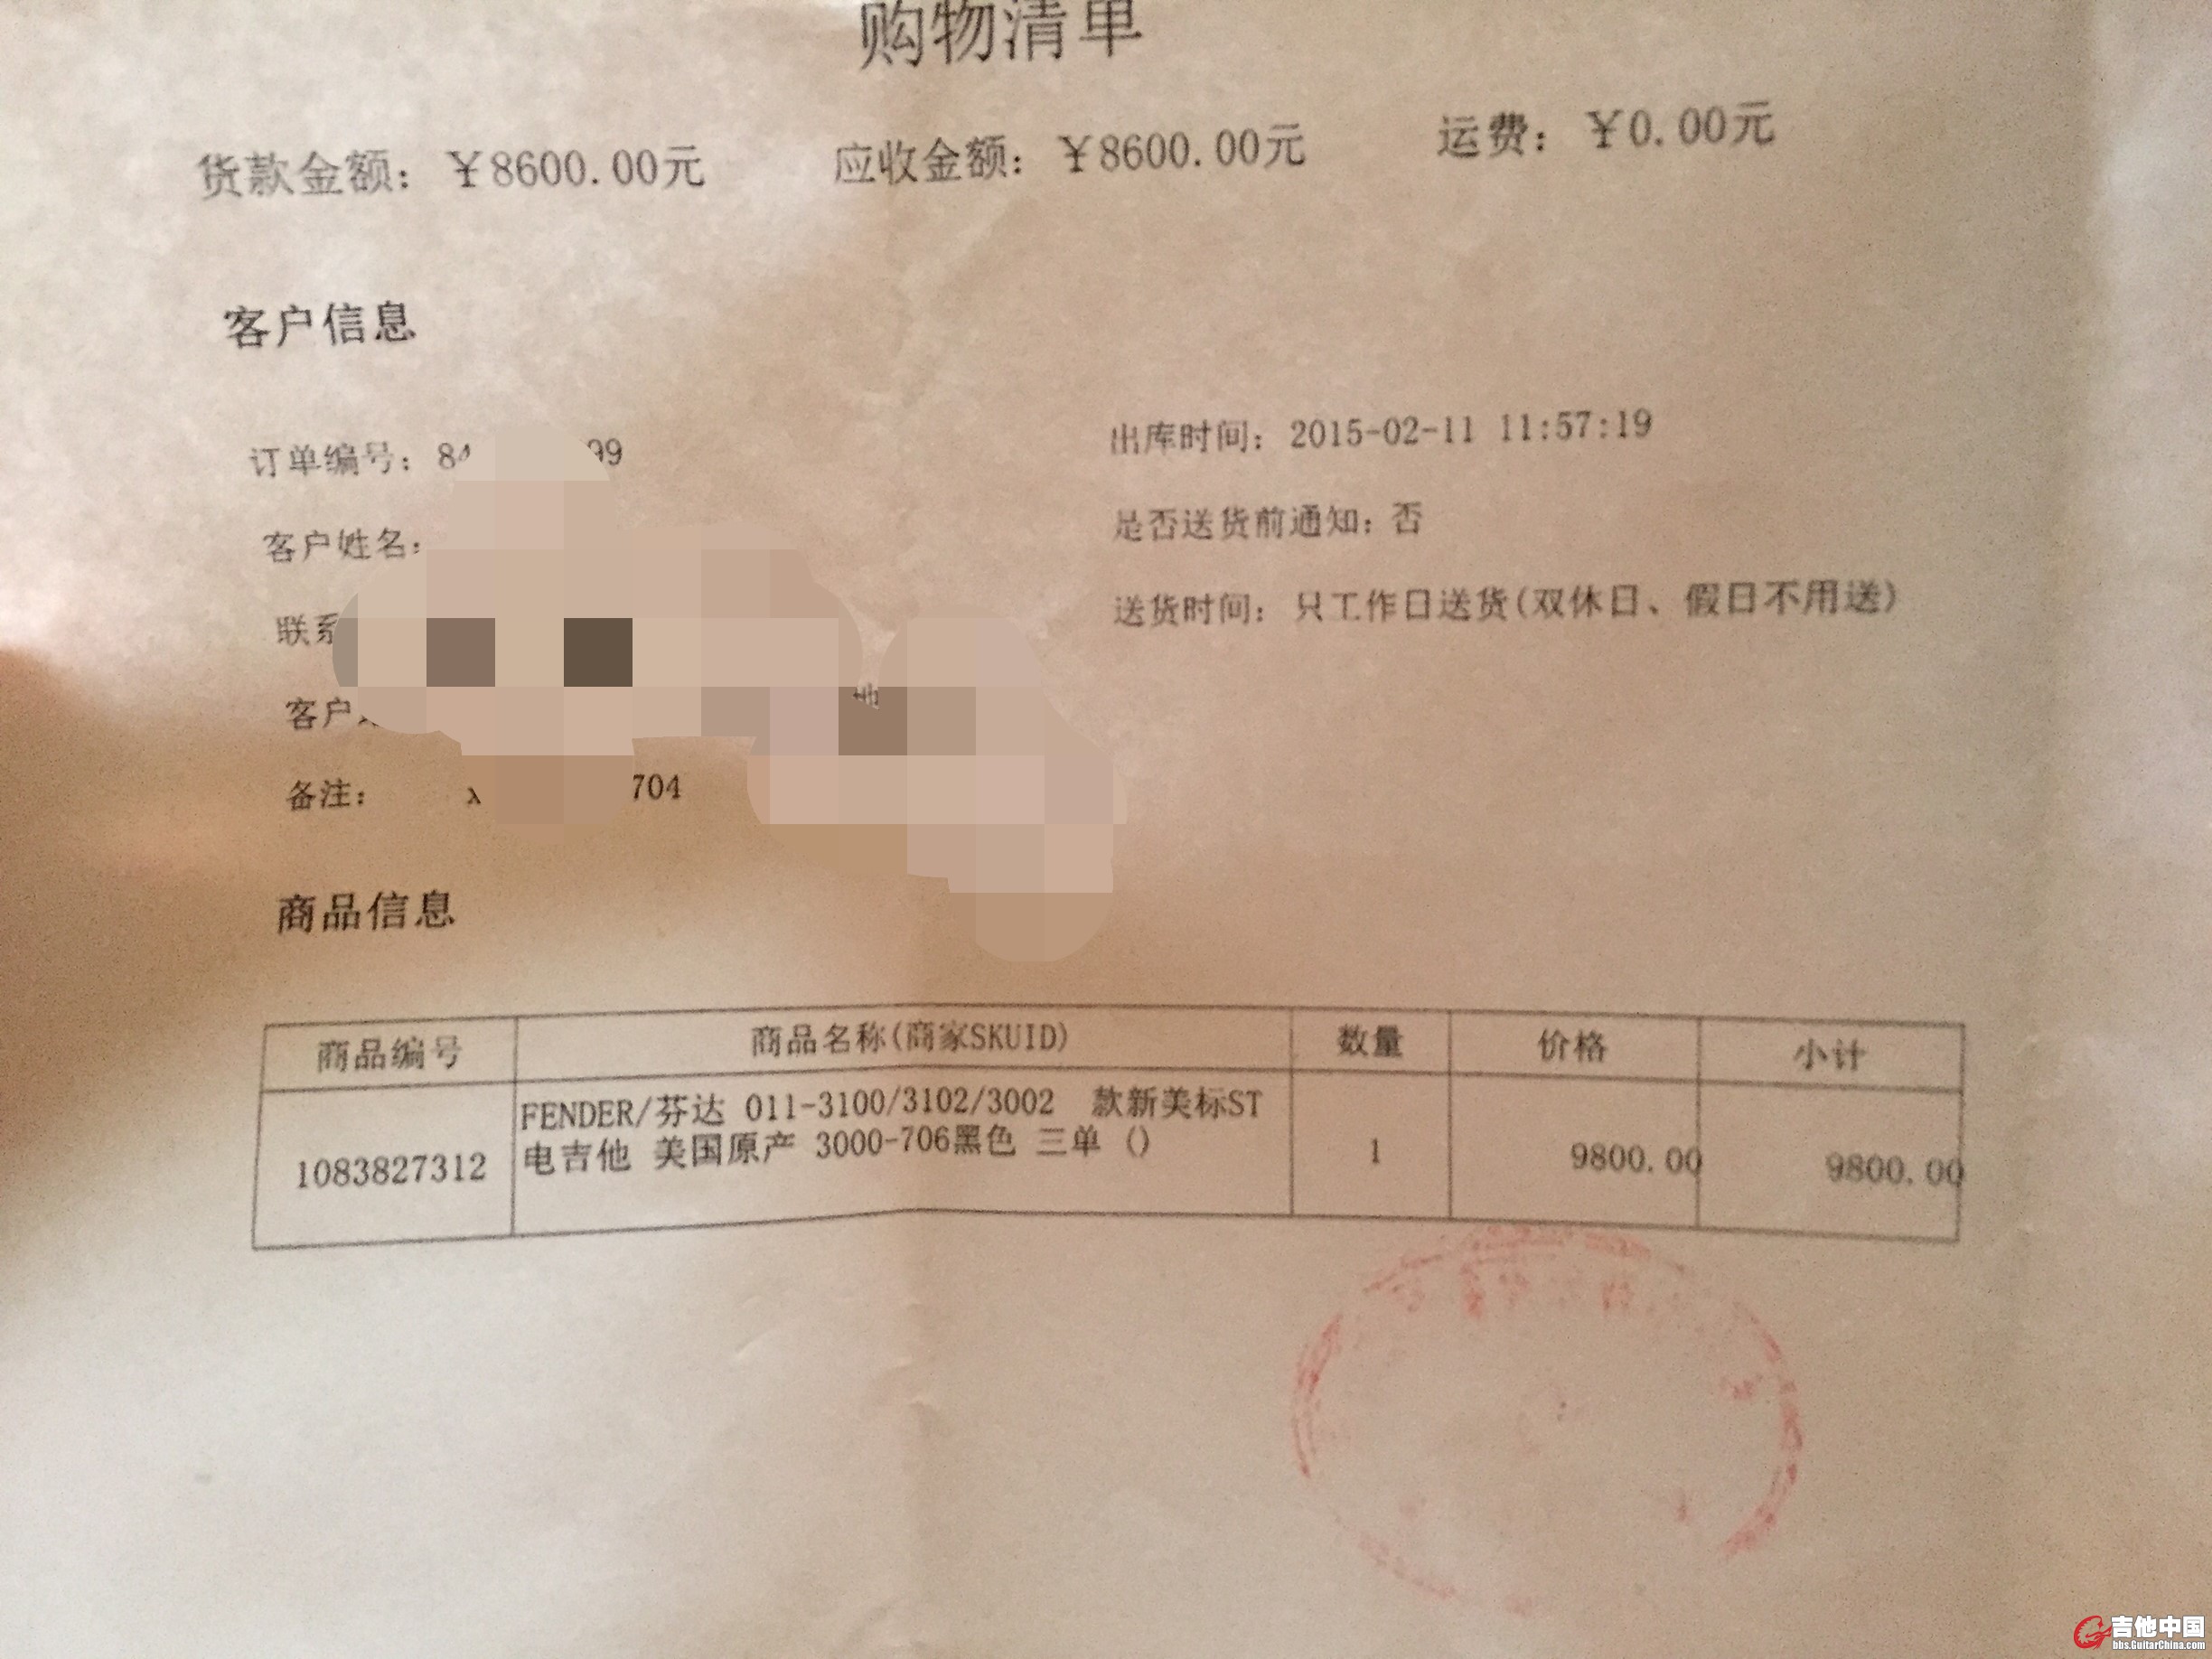 购物清单
货款金额： ￥8600.00元 应收金额： ￥8600.00元 运费： ￥0.00元
客户信息
订单编号： 84 99 出库时间： 2015-02-11 11:57:19
客户姓名： 是否送货前通知： 否
联系 送货时间： 只工作日送货(双休日、假日不用送)
客户
备注： 704
商品信息
商品编号 商品名称(商家SKUID) 数量 价格 小计
FENDER/芬达 011-3100/3102/3002 款新美标ST
1083827312 电吉他 美国原产 3000-706黑色 三单 () 1 9800.00 9800.00
吉他中国
bbs.GuitarChina.com